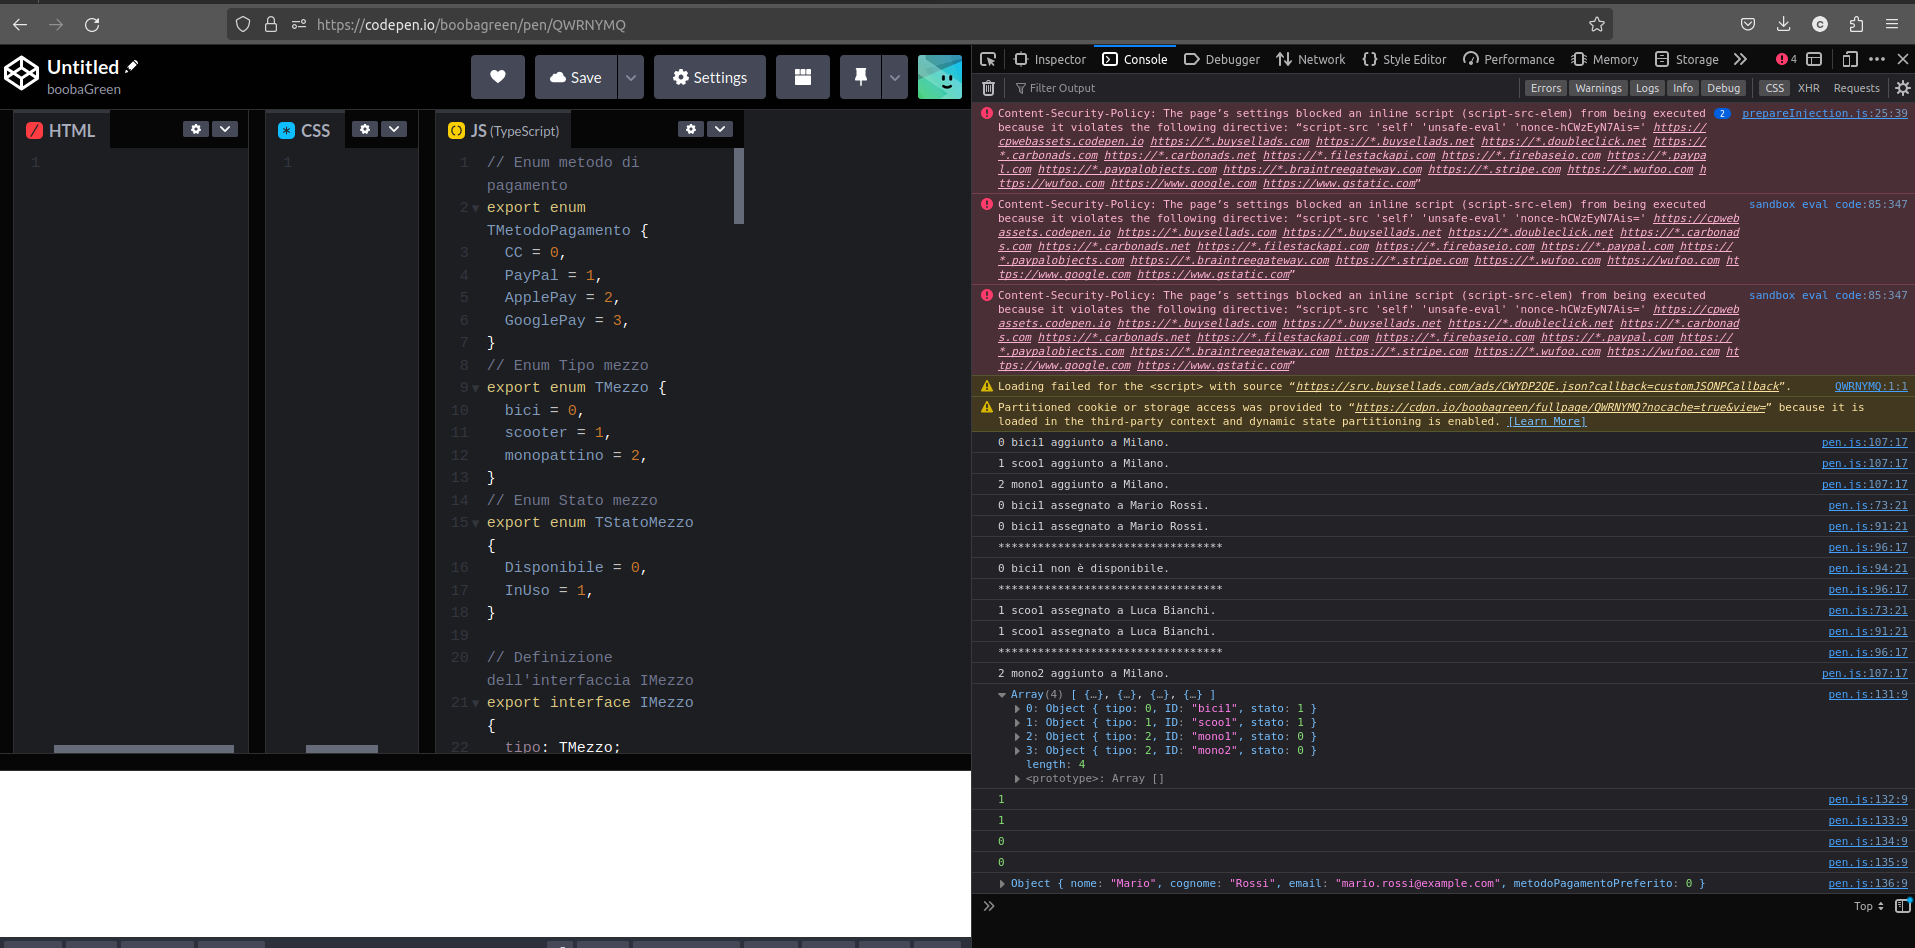 https://codepen.io/boobagreen/pen/QWRNYMQ
C
Untitled
boobaGreen
Save
Settings
HTML
1
CSS
1
JS (TypeScript)
1 // Enum metodo di
pagamento
2 export enum
TMetodoPagamento {
3 CC = 0,
4 PayPal = 1,
5 ApplePay = 2,
6 GooglePay = 3,
7 }
8 // Enum Tipo mezzo
9 export enum TMezzo {
10 bici = 0,
11 scooter = 1,
12 monopattino = 2,
13 }
14 // Enum Stato mezzo
15 export enum TStatoMezzo
{
16 Disponibile = 0,
17 InUso = 1,
18 }
19
20 // Definizione
dell'interfaccia IMezzo
21 export interface IMezzo
{
22 tipo: TMezzo;
Inspector Console Debugger Network Style Editor Performance Memory Storage 4
Filter Output Errors Warnings Logs Info Debug CSS XHR Requests
Content-Security-Policy: The page’s settings blocked an inline script (script-src-elem) from being executed 2 prepareInjection.js:25:39
because it violates the following directive: “script-src 'self' 'unsafe-eval' 'nonce-hCWzEyN7Ais=' https://
cpwebassets.codepen.io https://*.buysellads.com https://*.buysellads.net https://*.doubleclick.net https://
*.carbonads.com https://*.carbonads.net https://*.filestackapi.com https://*.firebaseio.com https://*.paypa
l.com https://*.paypalobjects.com https://*.braintreegateway.com https://*.stripe.com https://*.wufoo.com h
ttps://wufoo.com https://www.google.com https://www.gstatic.com”
Content-Security-Policy: The page’s settings blocked an inline script (script-src-elem) from being executed sandbox eval code:85:347
because it violates the following directive: “script-src 'self' 'unsafe-eval' 'nonce-hCWzEyN7Ais=' https://cpweb
assets.codepen.io https://*.buysellads.com https://*.buysellads.net https://*.doubleclick.net https://*.carbonad
s.com https://*.carbonads.net https://*.filestackapi.com https://*.firebaseio.com https://*.paypal.com https://
*.paypalobjects.com https://*.braintreegateway.com https://*.stripe.com https://*.wufoo.com https://wufoo.com ht
tps://www.google.com https://www.gstatic.com”
Content-Security-Policy: The page’s settings blocked an inline script (script-src-elem) from being executed sandbox eval code:85:347
because it violates the following directive: “script-src 'self' 'unsafe-eval' 'nonce-hCWzEyN7Ais=' https://cpweb
assets.codepen.io https://*.buysellads.com https://*.buysellads.net https://*.doubleclick.net https://*.carbonad
s.com https://*.carbonads.net https://*.filestackapi.com https://*.firebaseio.com https://*.paypal.com https://
*.paypalobjects.com https://*.braintreegateway.com https://*.stripe.com https://*.wufoo.com https://wufoo.com ht
tps://www.google.com https://www.gstatic.com”
Loading failed for the <script> with source “https://srv.buysellads.com/ads/CWYDP2QE.json?callback=customJSONPCallback”. QWRNYMQ:1:1
Partitioned cookie or storage access was provided to “https://cdpn.io/boobagreen/fullpage/QWRNYMQ?nocache=true&view=” because it is
loaded in the third-party context and dynamic state partitioning is enabled. [Learn More]
0 bici1 aggiunto a Milano. pen.js:107:17
1 scoo1 aggiunto a Milano. pen.js:107:17
2 mono1 aggiunto a Milano. pen.js:107:17
0 bici1 assegnato a Mario Rossi. pen.js:73:21
0 bici1 assegnato a Mario Rossi. pen.js:91:21
********************************** pen.js:96:17
0 bici1 non è disponibile. pen.js:94:21
********************************** pen.js:96:17
1 scoo1 assegnato a Luca Bianchi. pen.js:73:21
1 scoo1 assegnato a Luca Bianchi. pen.js:91:21
********************************** pen.js:96:17
2 mono2 aggiunto a Milano. pen.js:107:17
Array(4) [ {…}, {…}, {…}, {…} ] pen.js:131:9
0: Object { tipo: 0, ID: "bici1", stato: 1 }
1: Object { tipo: 1, ID: "scoo1", stato: 1 }
2: Object { tipo: 2, ID: "mono1", stato: 0 }
3: Object { tipo: 2, ID: "mono2", stato: 0 }
length: 4
<prototype>: Array []
1 pen.js:132:9
1 pen.js:133:9
0 pen.js:134:9
0 pen.js:135:9
Object { nome: "Mario", cognome: "Rossi", email: "mario.rossi@example.com", metodoPagamentoPreferito: 0 } pen.js:136:9
Top